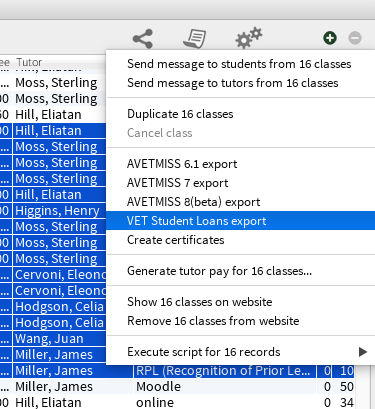 Tutor
Send message to students from 16 classes
Send message to tutors from 16 classes
Duplicate 16 classes
Cancel class
AVETMISS 6.1 export
AVETMISS 7 export
AVETMISS 8(beta) export
VET Student Loans export
Create certificates
Generate tutor pay for 16 classes...
Show 16 classes on website
Remove 16 classes from website
Execute script for 16 records
Moss, Sterling
Moss, Sterling
Hill, Eliatan
Hill, Eliatan
Moss, Sterling
Moss, Sterling
Moss, Sterling
Hill, Eliatan
Higgins, Henry
Moss, Sterling
Moss, Sterling
Moss, Sterling
Cervoni, Eleono
Cervoni, Eleono
Hodgson, Celia
Hodgson, Celia
Wang, Juan
Miller, James
Miller, James RPL (Recognition of Prior Le... 0 10
Miller, James Moodle 0 50
Hill, Eliatan online 0 34